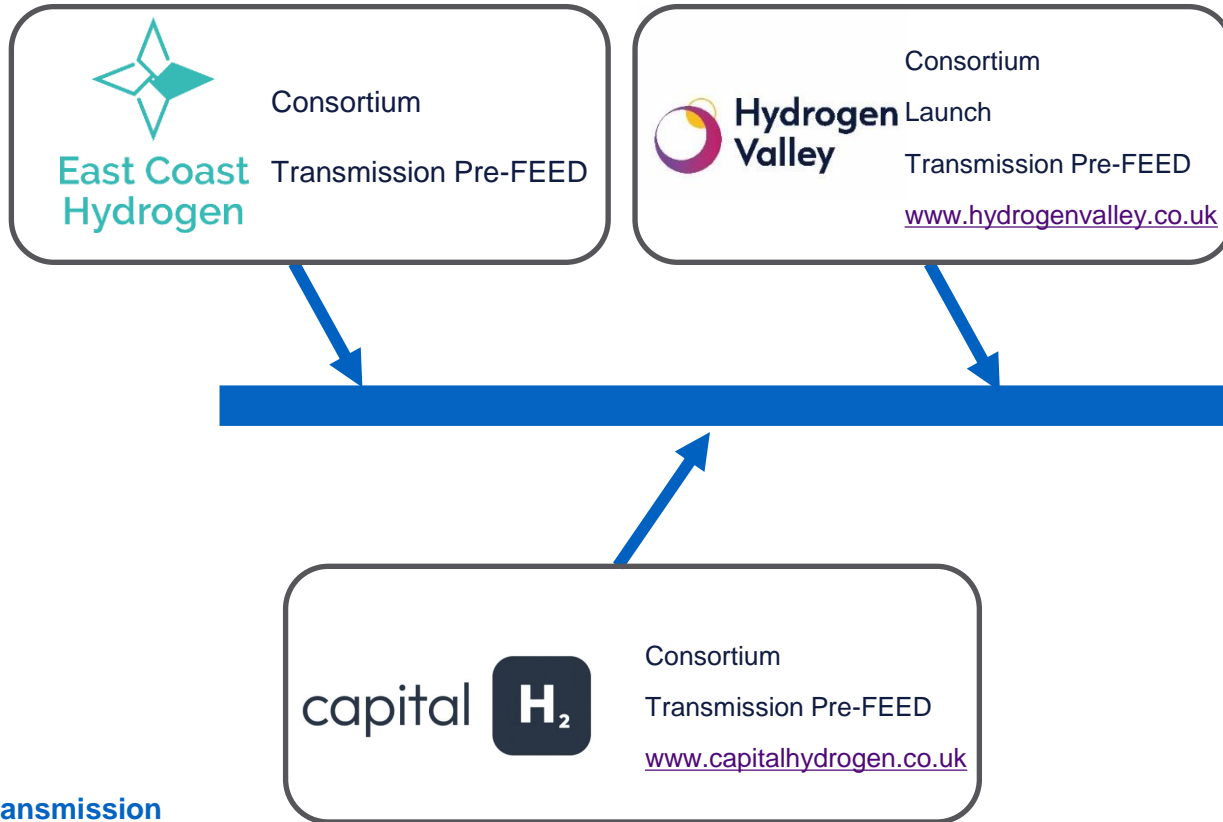 East Coast
Hydrogen
Consortium
Transmission Pre-FEED
Hydrogen
Valley
Consortium
Launch
Transmission Pre-FEED
www.hydrogenvalley.co.uk
capital H₂
Consortium
Transmission Pre-FEED
www.capitalhydrogen.co.uk
ansmission